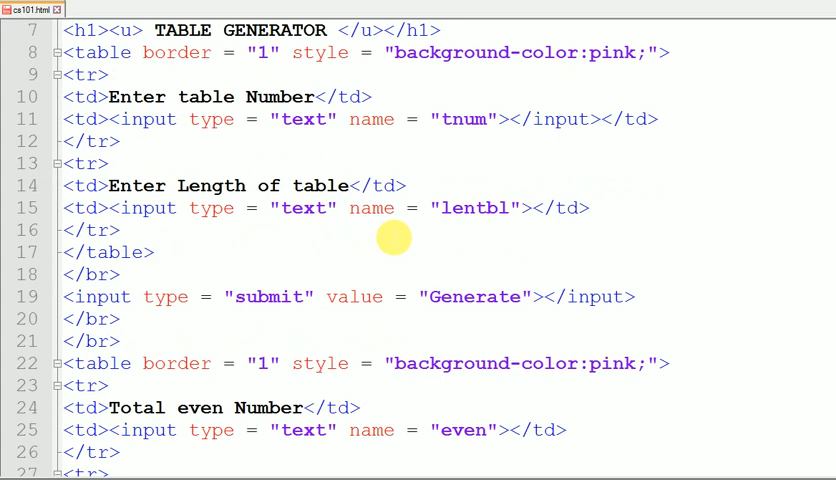 cs101.html
7 <h1><u> TABLE GENERATOR </u></h1>
8 <table border = "1" style = "background-color:pink;">
9 <tr>
10 <td>Enter table Number</td>
11 <td><input type = "text" name = "tnum"></input></td>
12 </tr>
13 <tr>
14 <td>Enter Length of table</td>
15 <td><input type = "text" name = "lentbl"></td>
16 </tr>
17 </table>
18 </br>
19 <input type = "submit" value = "Generate"></input>
20 </br>
21 </br>
22 <table border = "1" style = "background-color:pink;">
23 <tr>
24 <td>Total even Number</td>
25 <td><input type = "text" name = "even"></td>
26 </tr>
27 <tr>